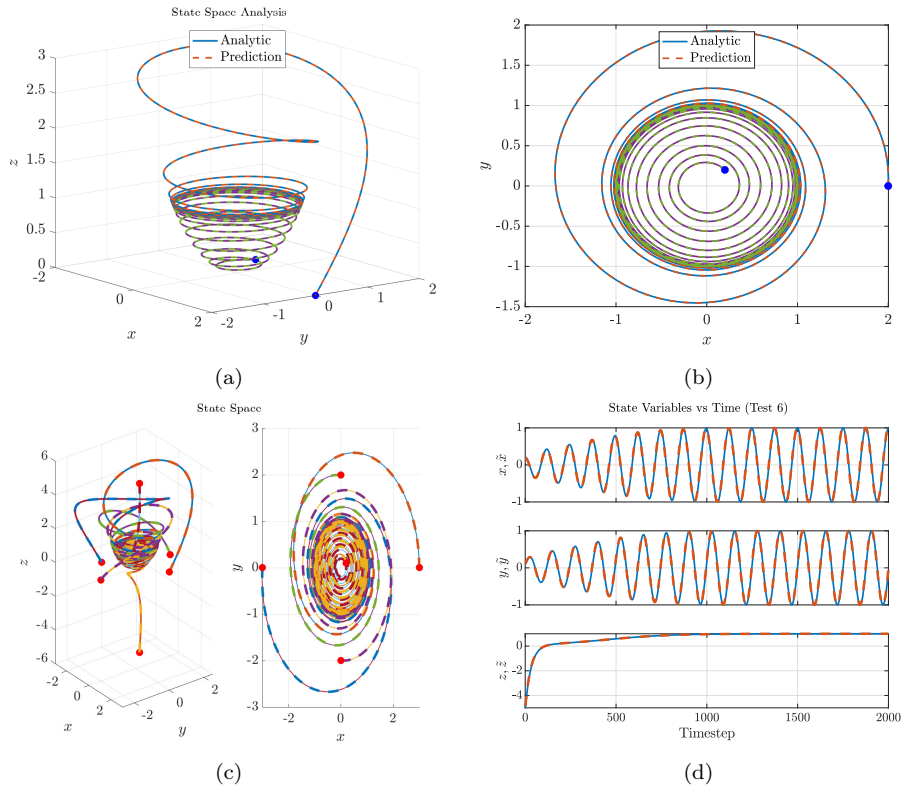 State Space Analysis
Analytic
Prediction
3
2.5
2
1.5
1
0.5
0
z
-2
0
2
x
-2
-1
0
1
2
y
(a)
Analytic
Prediction
2
1.5
1
0.5
0
-0.5
-1
-1.5
y
-2
-1
0
1
2
x
(b)
State Space
6
4
2
0
-2
-4
-6
z
-2
0
2
x
-2
0
2
y
3
2
1
0
-1
-2
-3
y
-2
0
2
x
(c)
State Variables vs Time (Test 6)
1
0
-1
x, x̃
1
0
-1
y, ỹ
0
-2
-4
z, z̃
0
500
1000
1500
2000
Timestep
(d)